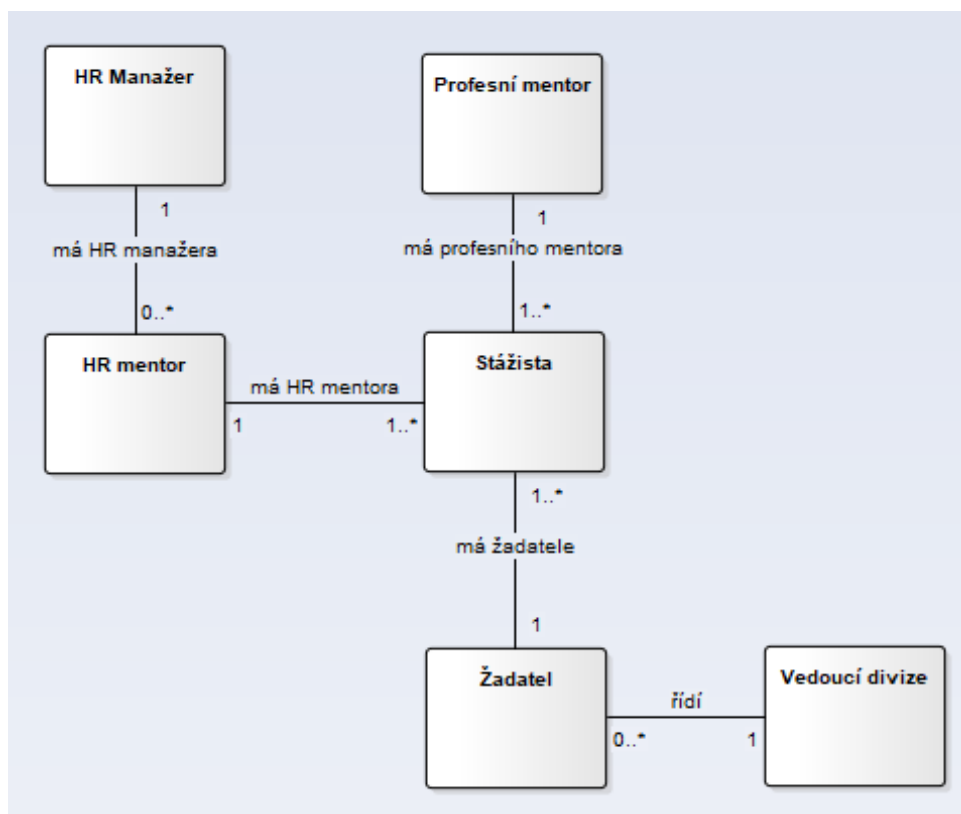 HR Manažer
Profesní mentor
1
1
má HR manažera
má profesního mentora
0..*
1..*
HR mentor
Stážista
má HR mentora
1
1..*
1..*
má žadatele
1
Žadatel
Vedoucí divize
řídí
0..*
1